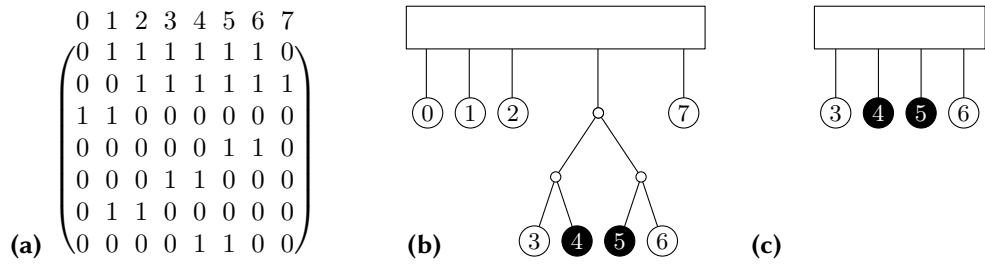 0 1 2 3 4 5 6 7
0 1 1 1 1 1 1 0
0 0 1 1 1 1 1 1
1 1 0 0 0 0 0 0
0 0 0 0 0 1 1 0
0 0 0 1 1 0 0 0
0 1 1 0 0 0 0 0
0 0 0 0 1 1 0 0
(a)
0 1 2 7
3 4 5 6
(b)
3 4 5 6
(c)